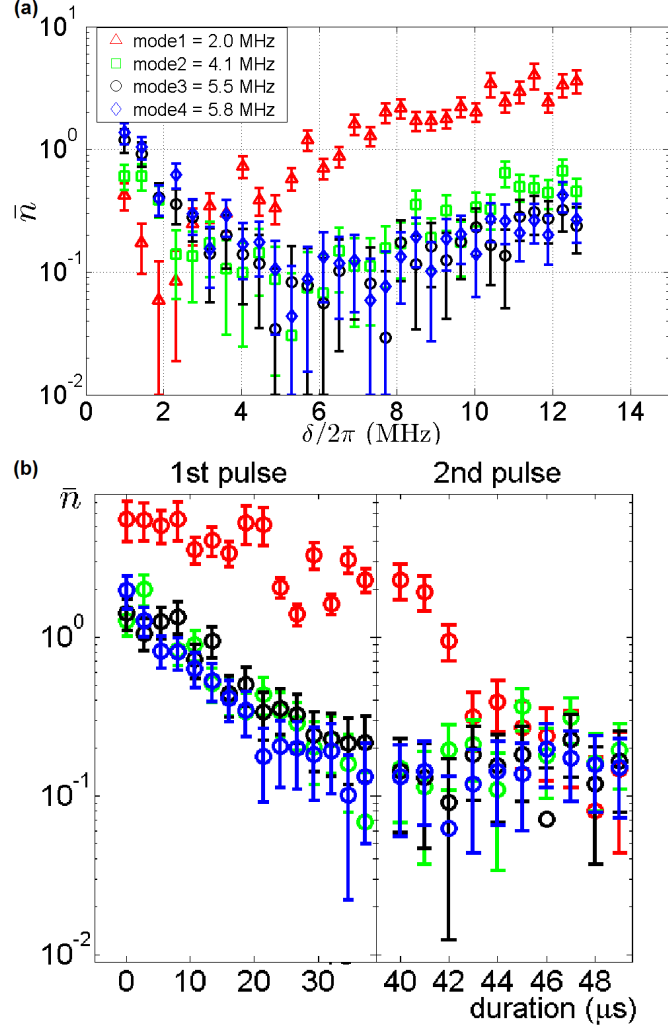 (a)
10^1
10^0
10^-1
10^-2
n̄
mode1 = 2.0 MHz
mode2 = 4.1 MHz
mode3 = 5.5 MHz
mode4 = 5.8 MHz
0 2 4 6 8 10 12 14
δ/2π (MHz)
(b)
1st pulse 2nd pulse
n̄
10^0
10^-1
10^-2
0 10 20 30 40 42 44 46 48
duration (μs)